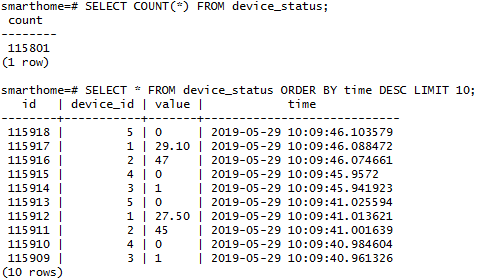 smarthome=# SELECT COUNT(*) FROM device_status;
 count
--------
 115801
(1 row)
smarthome=# SELECT * FROM device_status ORDER BY time DESC LIMIT 10;
   id   | device_id | value |            time
--------+-----------+-------+----------------------------
 115918 |         5 | 0     | 2019-05-29 10:09:46.103579
 115917 |         1 | 29.10 | 2019-05-29 10:09:46.088472
 115916 |         2 | 47    | 2019-05-29 10:09:46.074661
 115915 |         4 | 0     | 2019-05-29 10:09:45.9572
 115914 |         3 | 1     | 2019-05-29 10:09:45.941923
 115913 |         5 | 0     | 2019-05-29 10:09:41.025594
 115912 |         1 | 27.50 | 2019-05-29 10:09:41.013621
 115911 |         2 | 45    | 2019-05-29 10:09:41.001639
 115910 |         4 | 0     | 2019-05-29 10:09:40.984604
 115909 |         3 | 1     | 2019-05-29 10:09:40.961326
(10 rows)